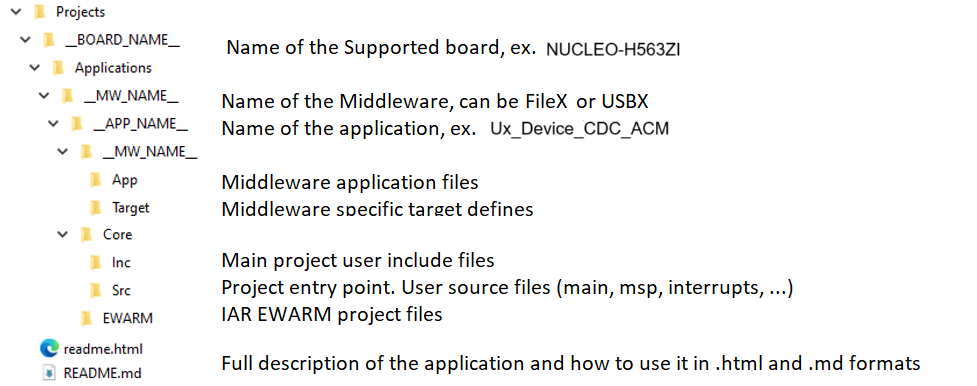 Projects
__BOARD_NAME__ Name of the Supported board, ex. NUCLEO-H563ZI
Applications
__MW_NAME__ Name of the Middleware, can be FileX or USBX
__APP_NAME__ Name of the application, ex. Ux_Device_CDC_ACM
__MW_NAME__
App Middleware application files
Target Middleware specific target defines
Core
Inc Main project user include files
Src Project entry point. User source files (main, msp, interrupts, ...)
EWARM IAR EWARM project files
readme.html
README.md Full description of the application and how to use it in .html and .md formats